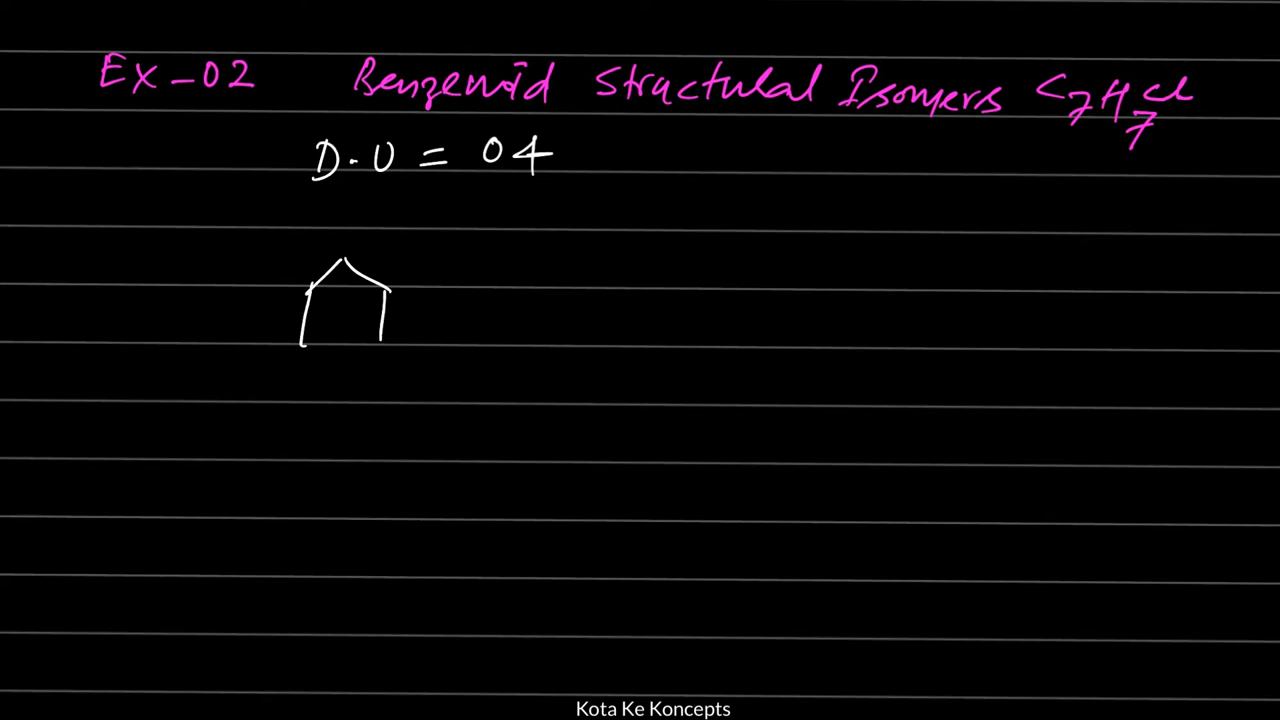 Ex-02 Benzenoid Structural Isomers C7H7Cl
D.U = 04
Kota Ke Koncepts